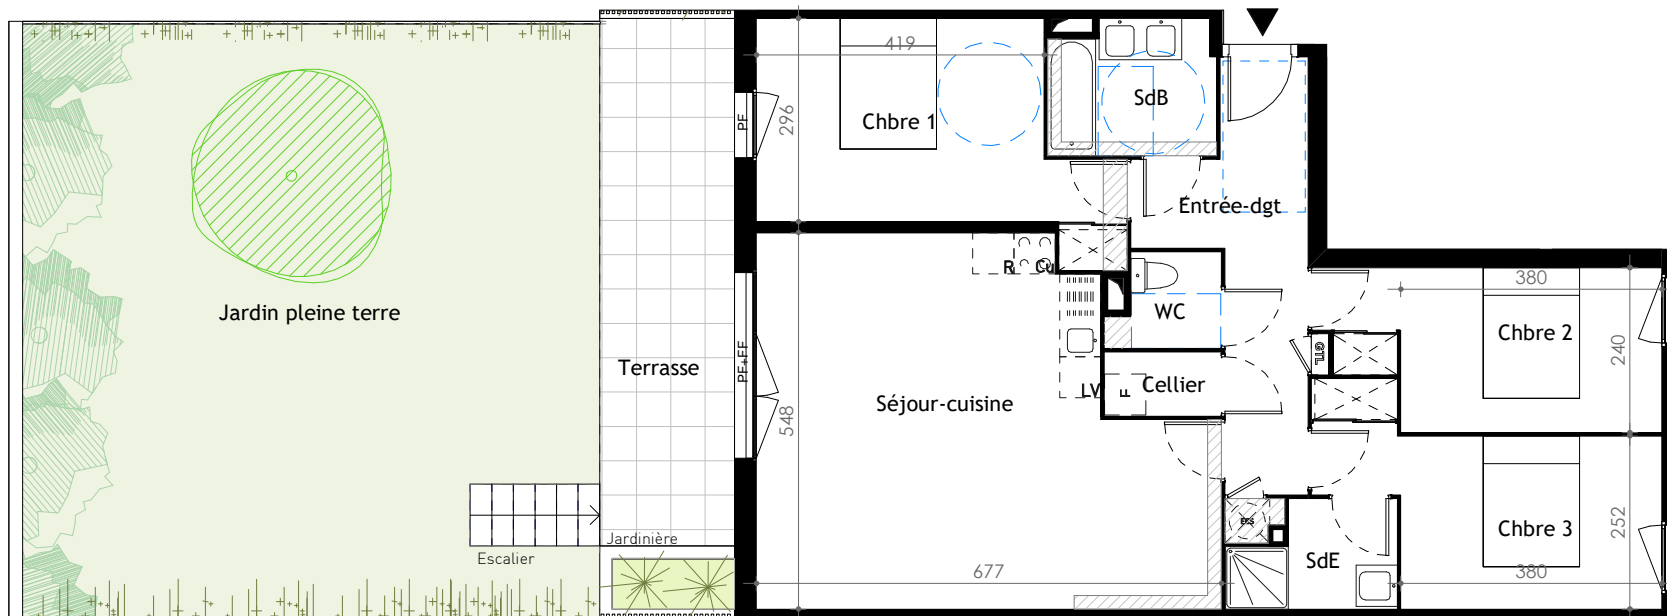 419
296
PF
Chbre 1
SdB
Entrée-dgt
R
Cu
WC
380
Chbre 2
240
GTL
Jardin pleine terre
Terrasse
PF+FF
548
Séjour-cuisine
LV
F
Cellier
ECS
SdE
Chbre 3
252
380
677
Jardinière
Escalier